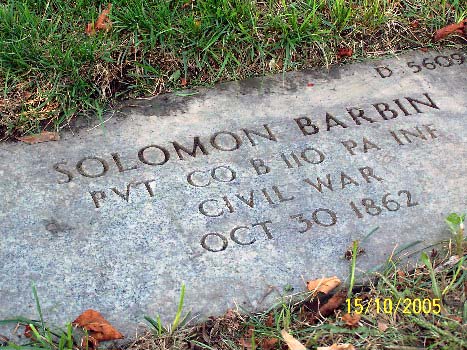 D 5609
SOLOMON BARBIN
PVT CO B 110 PA INF
CIVIL WAR
OCT 30 1862
15/10/2005